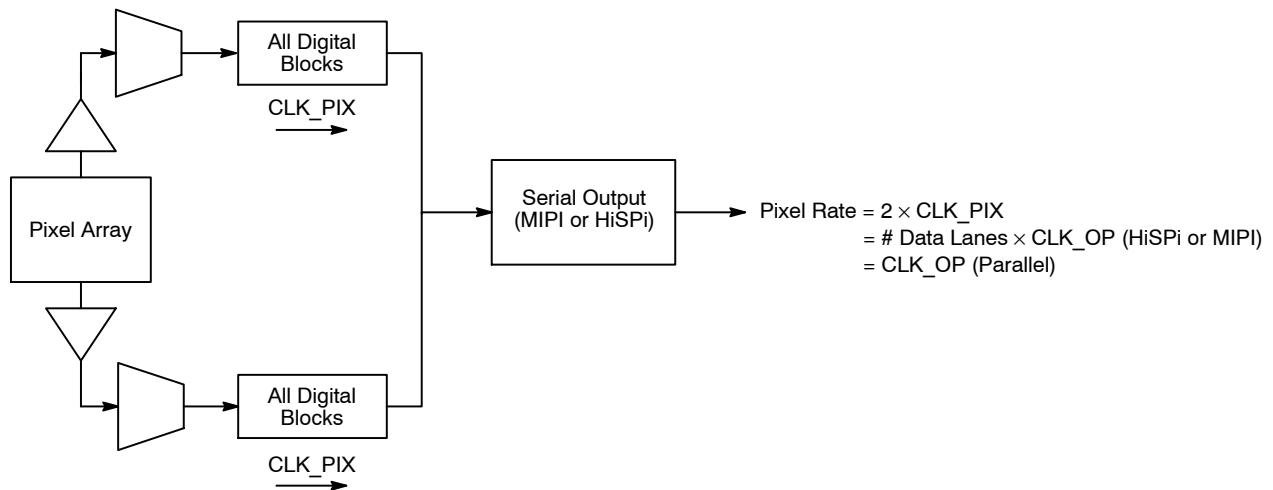 All Digital
Blocks
CLK_PIX
Pixel Array
Serial Output
(MIPI or HiSPi)
Pixel Rate = 2 × CLK_PIX
= # Data Lanes × CLK_OP (HiSPi or MIPI)
= CLK_OP (Parallel)
All Digital
Blocks
CLK_PIX